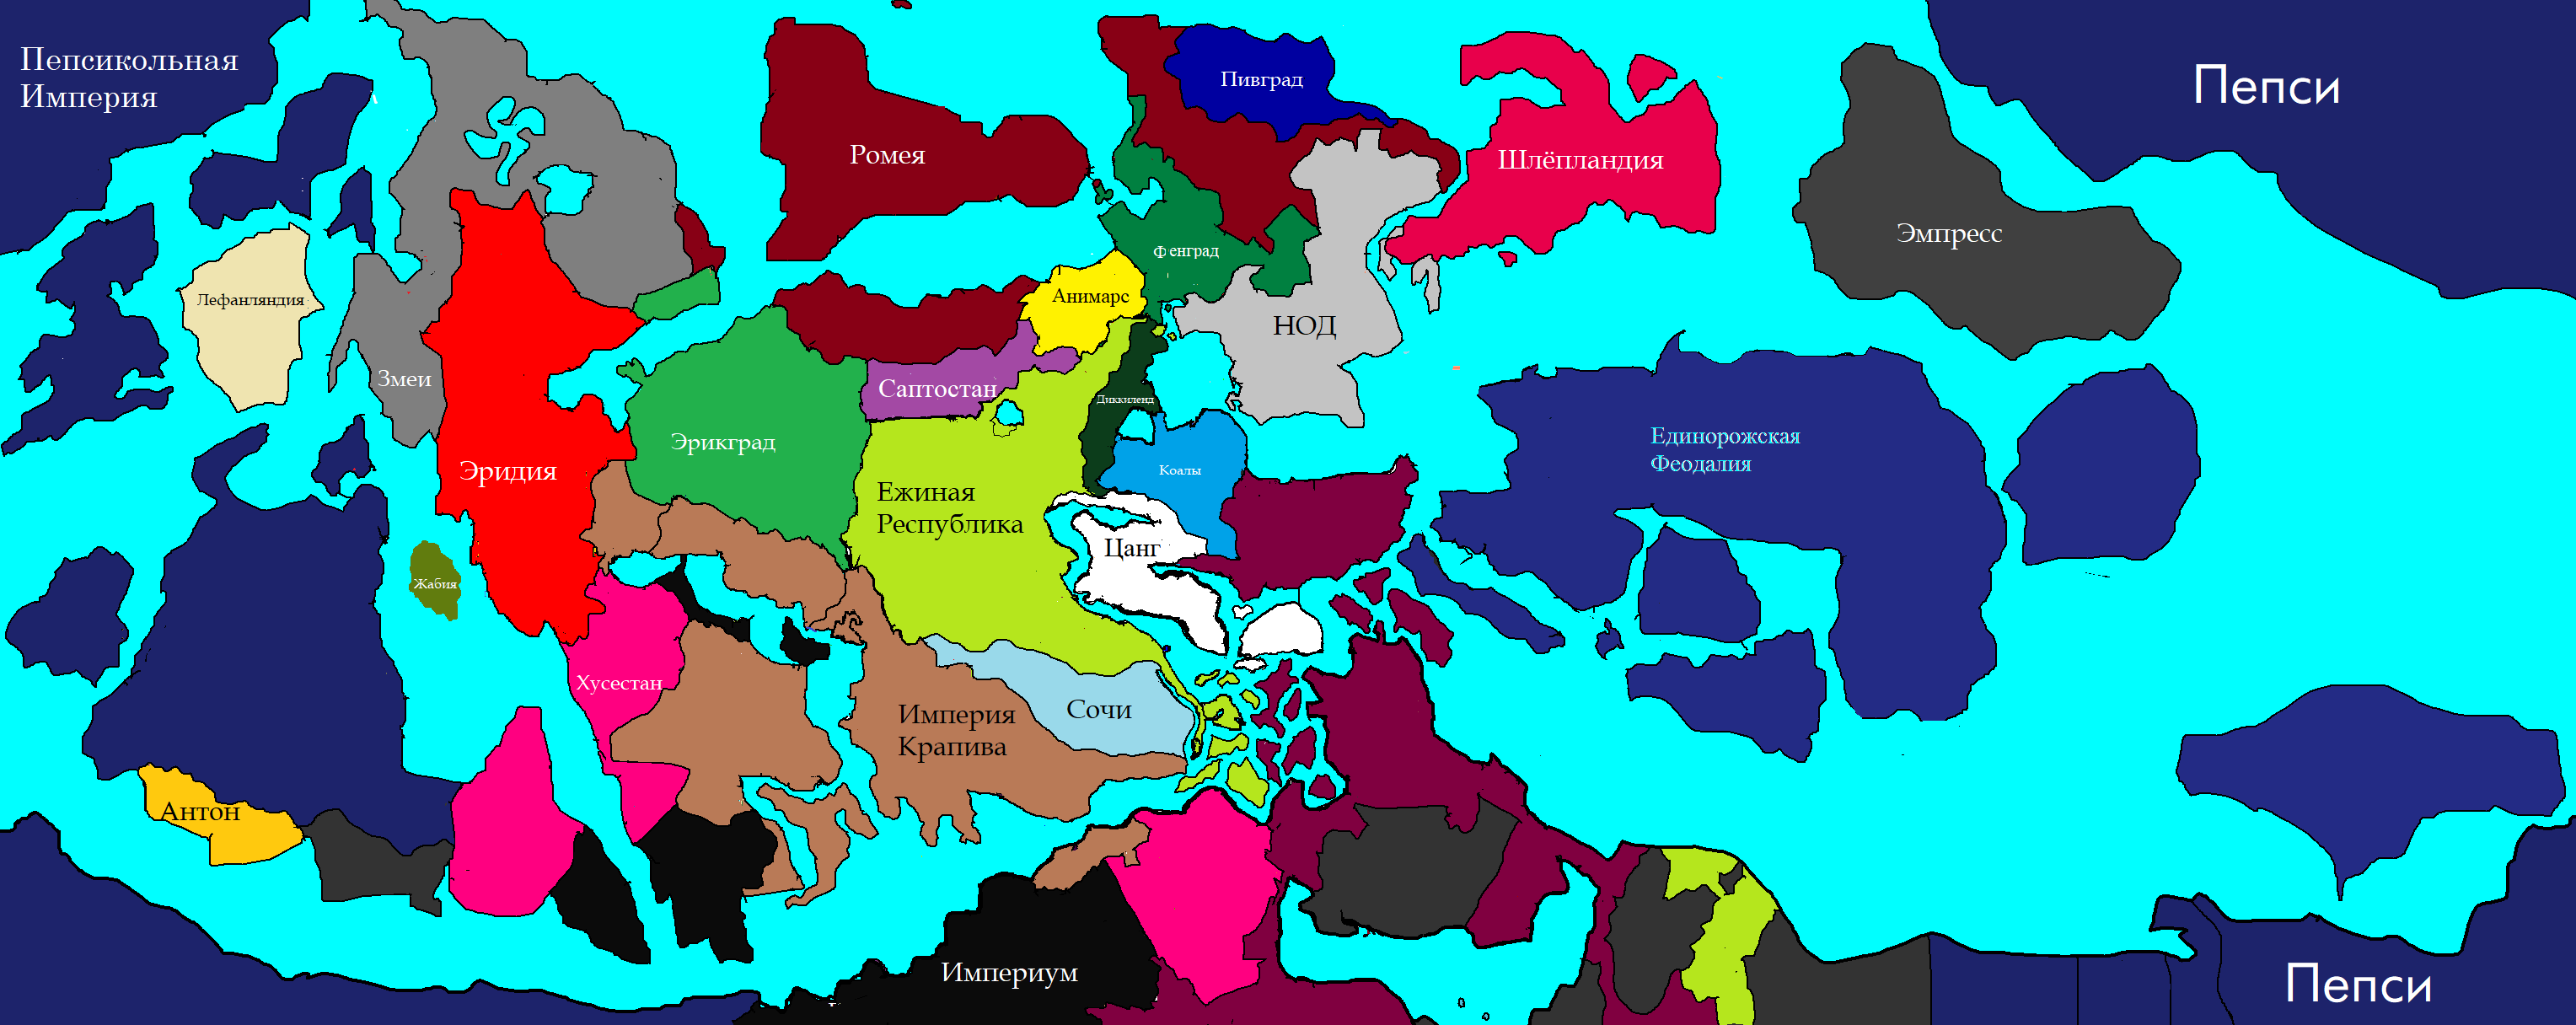 Пепсикольная
Империя
Пепси
Пивград
Ромея
Шлёпландия
Эмпресс
Фенград
Лефанляндия
Анимарс
НОД
Змеи
Саптостан
Диккиленд
Эрикград
Единорожская
Феодалия
Эридия
Коалы
Ежиная
Республика
Цанг
Жабия
Хусестан
Империя
Крапива
Сочи
Антон
Империум
Пепси